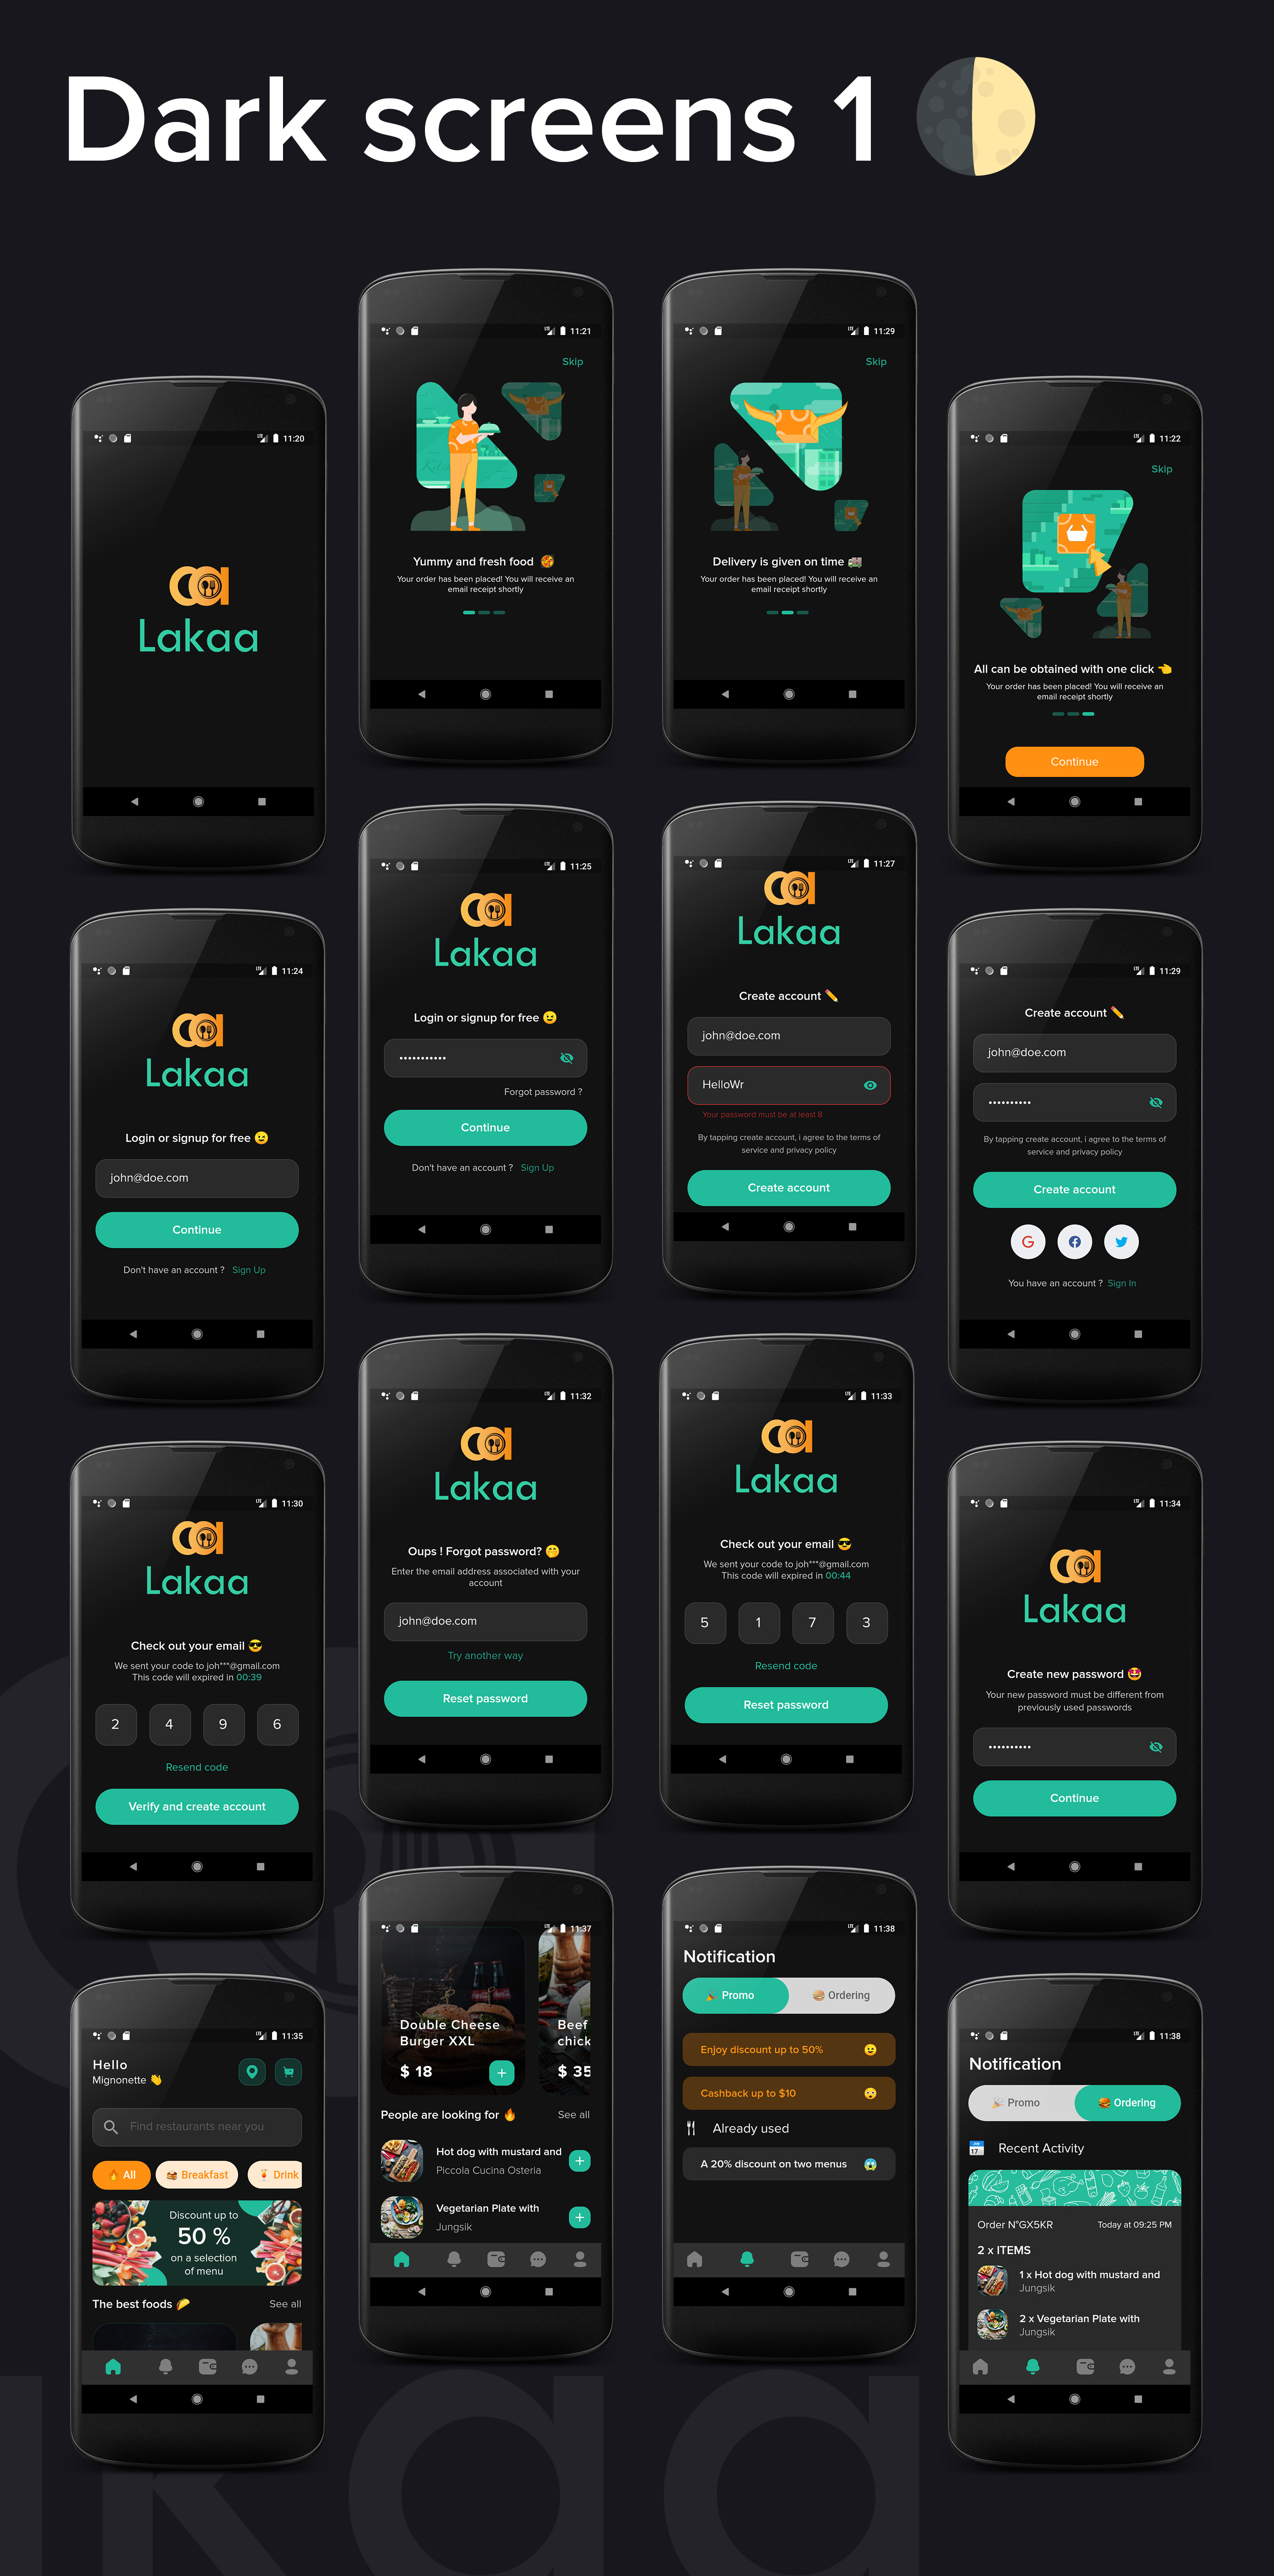 Dark screens 1
11:20
Lakaa
11:21
Skip
Yummy and fresh food
Your order has been placed! You will receive an
email receipt shortly
11:29
Skip
Delivery is given on time
Your order has been placed! You will receive an
email receipt shortly
11:22
Skip
All can be obtained with one click
Your order has been placed! You will receive an
email receipt shortly
Continue
11:24
Lakaa
Login or signup for free
john@doe.com
Continue
Don't have an account ? Sign Up
11:25
Lakaa
Login or signup for free
Forgot password ?
Continue
Don't have an account ? Sign Up
11:27
Lakaa
Create account
john@doe.com
HelloWr
Your password must be at least 8
By tapping create account, i agree to the terms of
service and privacy policy
Create account
11:29
Create account
john@doe.com
By tapping create account, i agree to the terms of
service and privacy policy
Create account
You have an account ? Sign In
11:30
Lakaa
Check out your email
We sent your code to joh***@gmail.com
This code will expired in 00:39
2 4 9 6
Resend code
Verify and create account
11:32
Lakaa
Oups ! Forgot password?
Enter the email address associated with your
account
john@doe.com
Try another way
Reset password
11:33
Lakaa
Check out your email
We sent your code to joh***@gmail.com
This code will expired in 00:44
5 1 7 3
Resend code
Reset password
11:34
Lakaa
Create new password
Your new password must be different from
previously used passwords
Continue
11:35
Hello
Mignonette
Find restaurants near you
All Breakfast Drink
Discount up to
50 %
on a selection
of menu
The best foods See all
11:37
Double Cheese
Burger XXL
$ 18
Beef
chick
$ 35
People are looking for See all
Hot dog with mustard and
Piccola Cucina Osteria
Vegetarian Plate with
Jungsik
11:38
Notification
Promo Ordering
Enjoy discount up to 50%
Cashback up to $10
Already used
A 20% discount on two menus
11:38
Notification
Promo Ordering
Recent Activity
Order N°GX5KR Today at 09:25 PM
2 x ITEMS
1 x Hot dog with mustard and
Jungsik
2 x Vegetarian Plate with
Jungsik